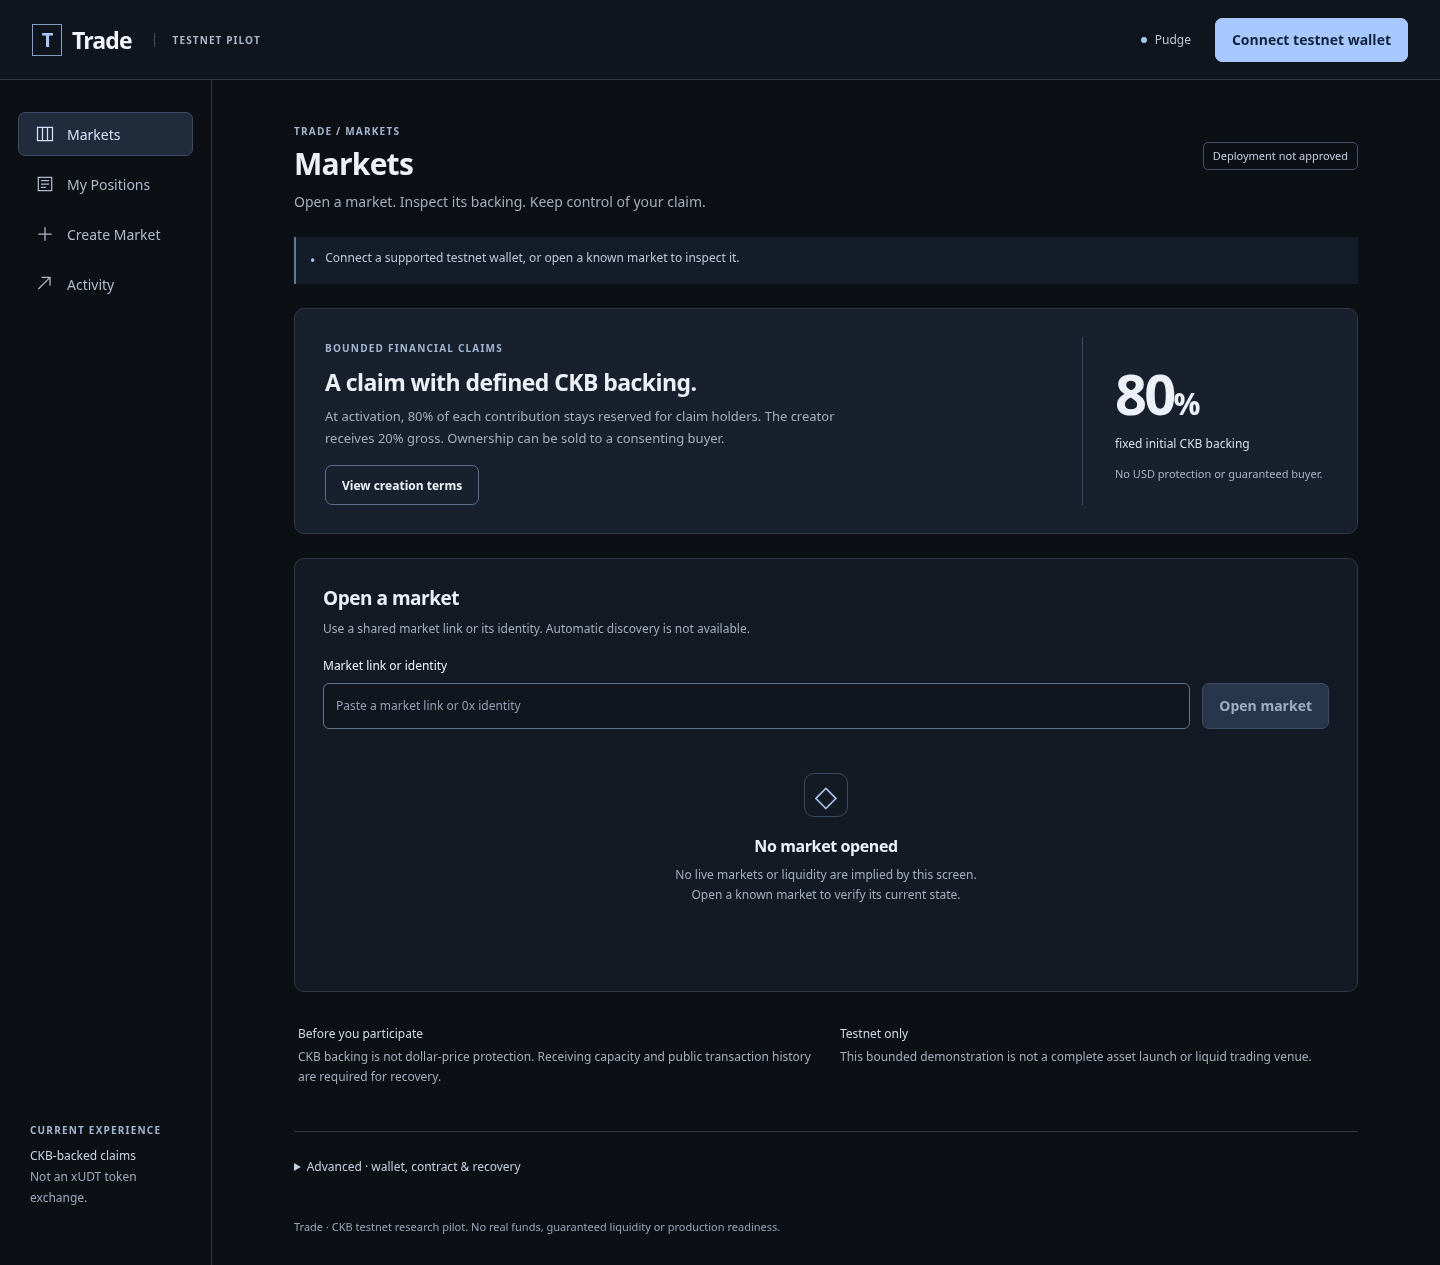 T Trade
TESTNET PILOT
Pudge
Connect testnet wallet
Markets
My Positions
Create Market
Activity
TRADE / MARKETS
Markets
Deployment not approved
Open a market. Inspect its backing. Keep control of your claim.
• Connect a supported testnet wallet, or open a known market to inspect it.
BOUNDED FINANCIAL CLAIMS
A claim with defined CKB backing.
At activation, 80% of each contribution stays reserved for claim holders. The creator
receives 20% gross. Ownership can be sold to a consenting buyer.
View creation terms
80%
fixed initial CKB backing
No USD protection or guaranteed buyer.
Open a market
Use a shared market link or its identity. Automatic discovery is not available.
Market link or identity
Paste a market link or 0x identity
Open market
No market opened
No live markets or liquidity are implied by this screen.
Open a known market to verify its current state.
Before you participate
CKB backing is not dollar-price protection. Receiving capacity and public transaction history
are required for recovery.
Testnet only
This bounded demonstration is not a complete asset launch or liquid trading venue.
CURRENT EXPERIENCE
CKB-backed claims
Not an xUDT token
exchange.
Advanced · wallet, contract & recovery
Trade · CKB testnet research pilot. No real funds, guaranteed liquidity or production readiness.